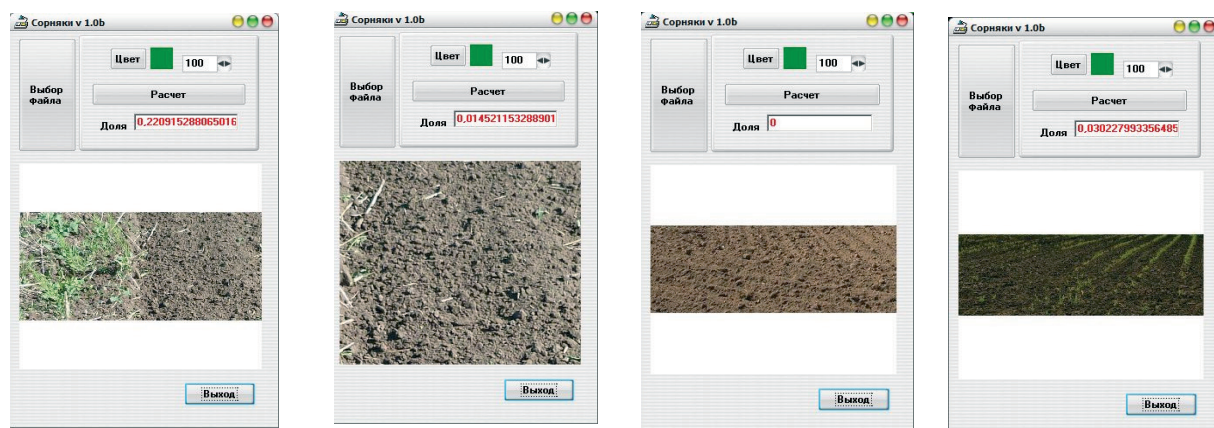 Сорняки v 1.0b
Выбор файла
Цвет
100
Расчет
Доля
0,220915288065016
Выход
Сорняки v 1.0b
Выбор файла
Цвет
100
Расчет
Доля
0,014521153288901
Выход
Сорняки v 1.0b
Выбор файла
Цвет
100
Расчет
Доля
0
Выход
Сорняки v 1.0b
Выбор файла
Цвет
100
Расчет
Доля
0,030227993356485
Выход